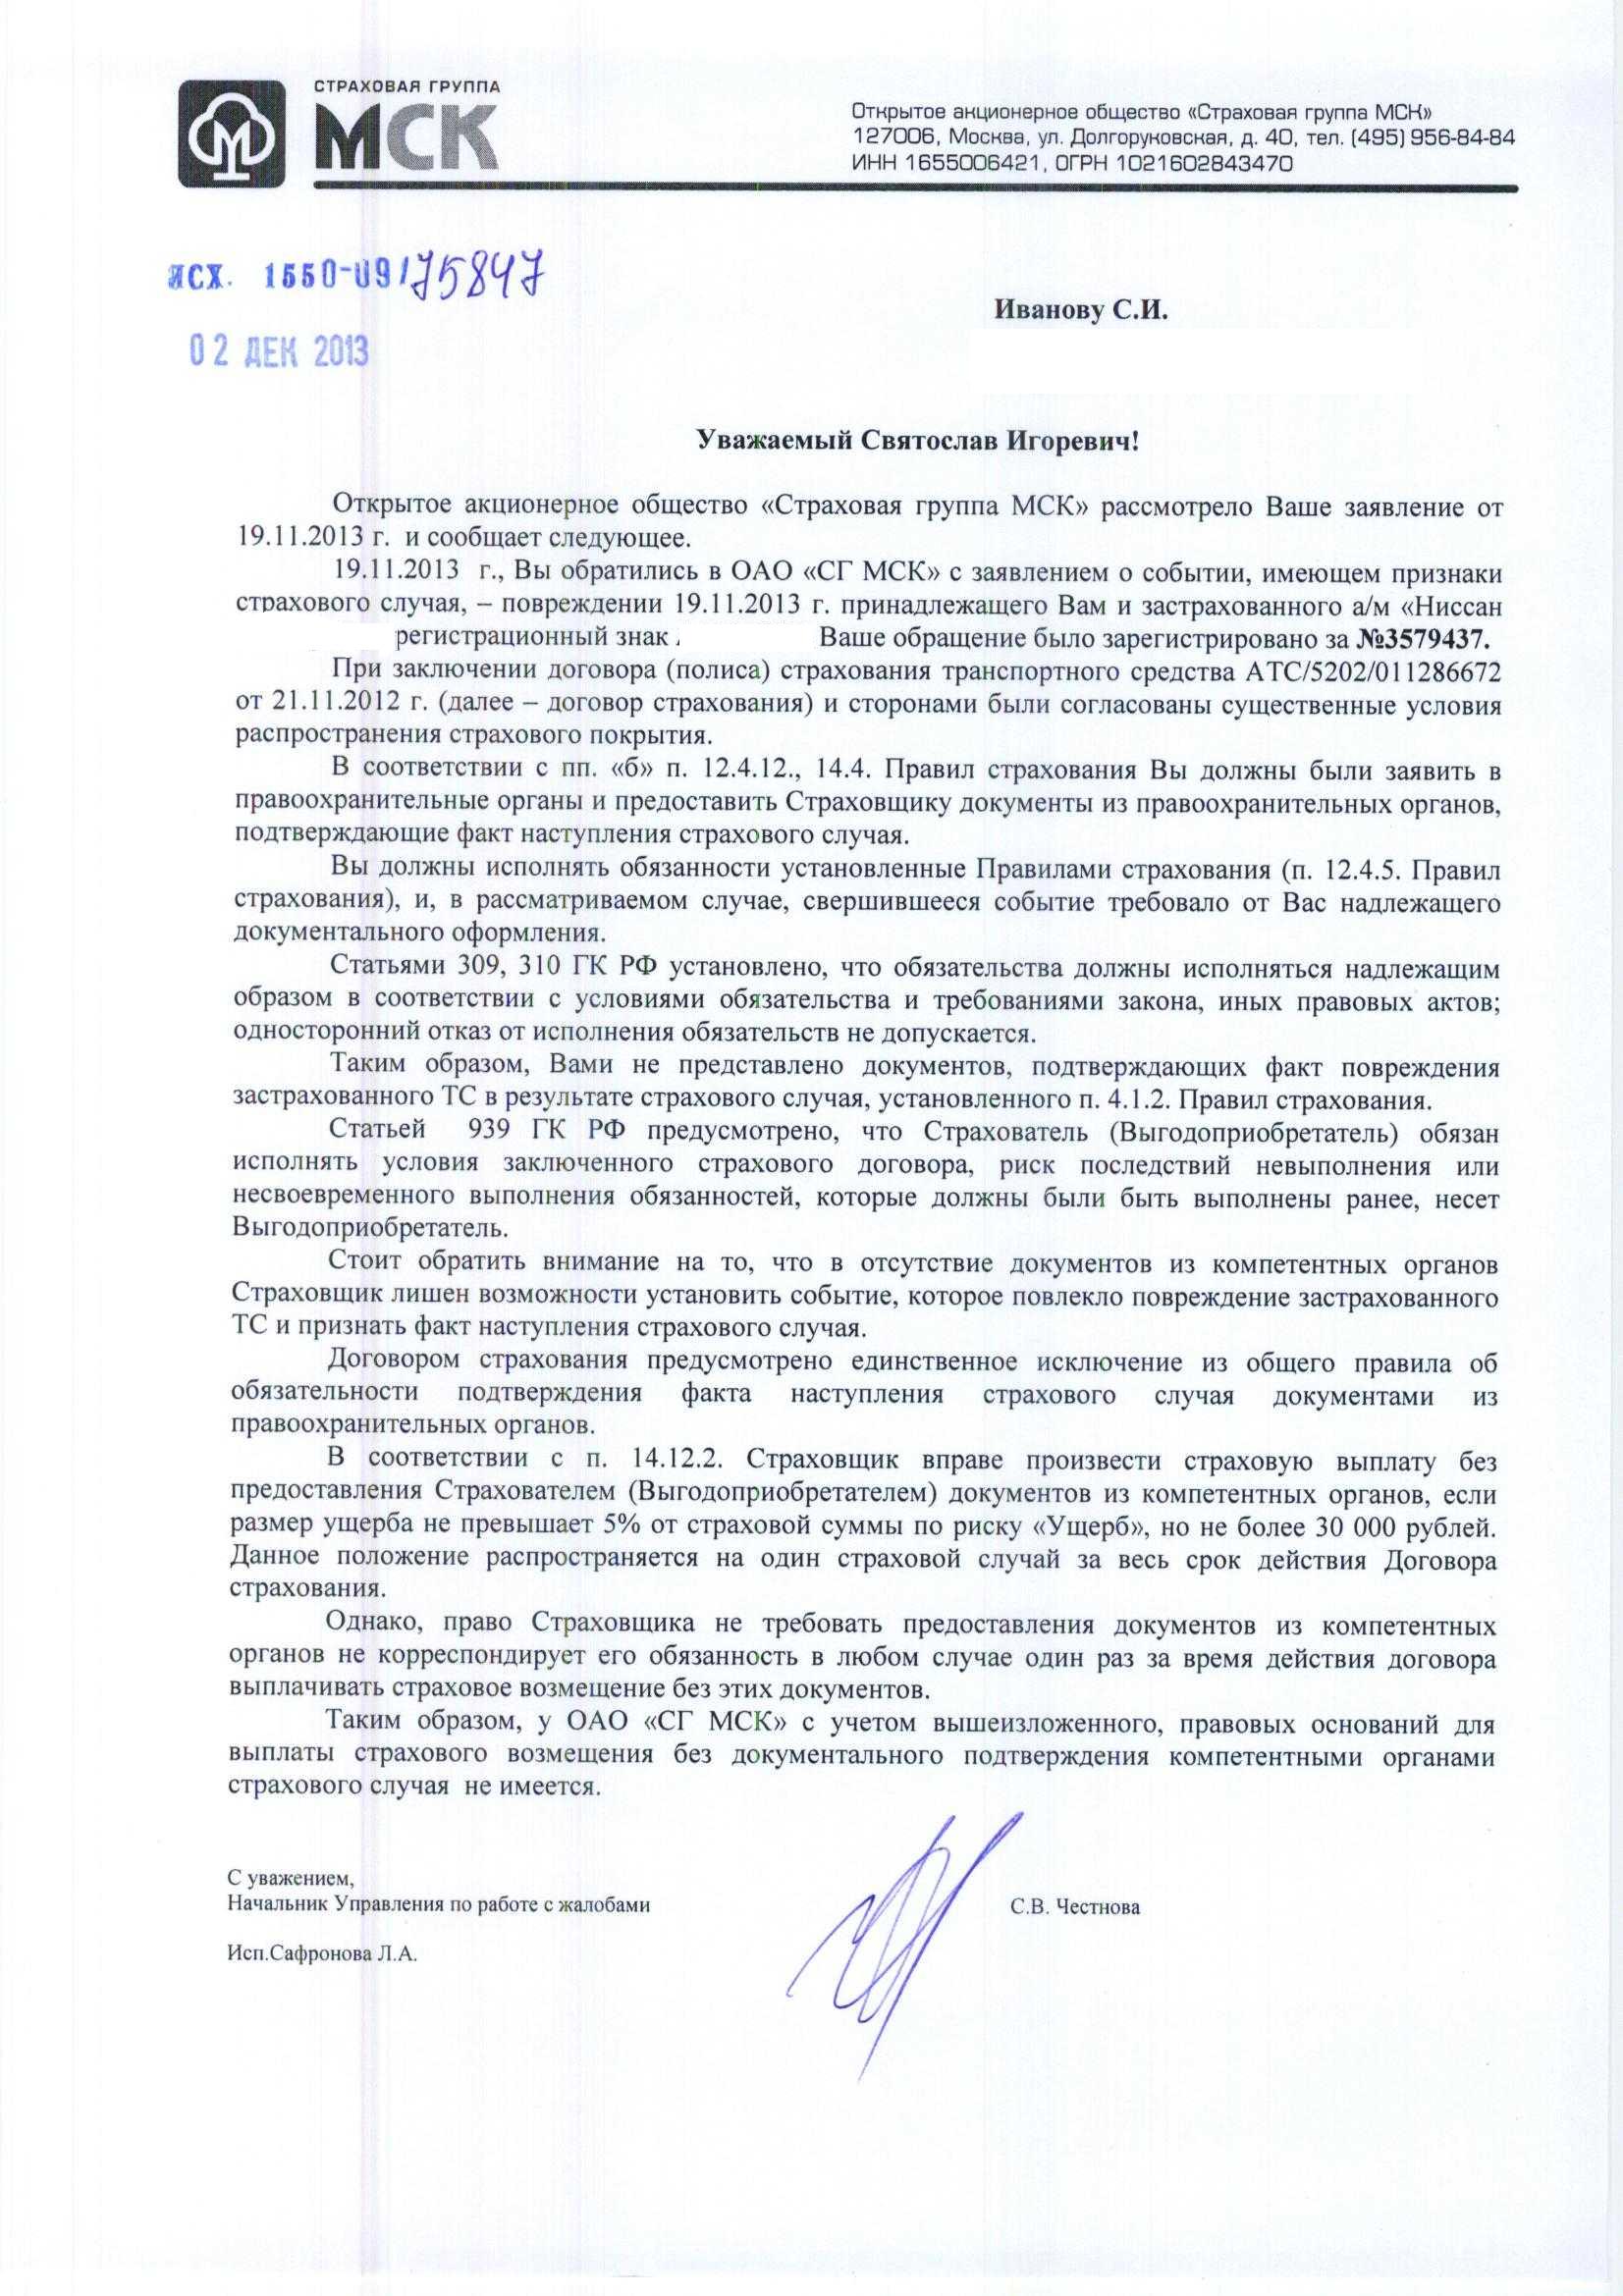 СТРАХОВАЯ ГРУППА
МСК
Открытое акционерное общество «Страховая группа МСК»
127006, Москва, ул. Долгоруковская, д. 40, тел. (495) 956-84-84
ИНН 1655006421, ОГРН 1021602843470
ИСХ. 1550-09/75847
02 ДЕК 2013
Иванову С.И.
Уважаемый Святослав Игоревич!
Открытое акционерное общество «Страховая группа МСК» рассмотрело Ваше заявление от
19.11.2013 г. и сообщает следующее.
19.11.2013 г., Вы обратились в ОАО «СГ МСК» с заявлением о событии, имеющем признаки
страхового случая, – повреждении 19.11.2013 г. принадлежащего Вам и застрахованного а/м «Ниссан
регистрационный знак Ваше обращение было зарегистрировано за №3579437.
При заключении договора (полиса) страхования транспортного средства АТС/5202/011286672
от 21.11.2012 г. (далее – договор страхования) и сторонами были согласованы существенные условия
распространения страхового покрытия.
В соответствии с пп. «б» п. 12.4.12., 14.4. Правил страхования Вы должны были заявить в
правоохранительные органы и предоставить Страховщику документы из правоохранительных органов,
подтверждающие факт наступления страхового случая.
Вы должны исполнять обязанности установленные Правилами страхования (п. 12.4.5. Правил
страхования), и, в рассматриваемом случае, свершившееся событие требовало от Вас надлежащего
документального оформления.
Статьями 309, 310 ГК РФ установлено, что обязательства должны исполняться надлежащим
образом в соответствии с условиями обязательства и требованиями закона, иных правовых актов;
односторонний отказ от исполнения обязательств не допускается.
Таким образом, Вами не представлено документов, подтверждающих факт повреждения
застрахованного ТС в результате страхового случая, установленного п. 4.1.2. Правил страхования.
Статьей 939 ГК РФ предусмотрено, что Страхователь (Выгодоприобретатель) обязан
исполнять условия заключенного страхового договора, риск последствий невыполнения или
несвоевременного выполнения обязанностей, которые должны были быть выполнены ранее, несет
Выгодоприобретатель.
Стоит обратить внимание на то, что в отсутствие документов из компетентных органов
Страховщик лишен возможности установить событие, которое повлекло повреждение застрахованного
ТС и признать факт наступления страхового случая.
Договором страхования предусмотрено единственное исключение из общего правила об
обязательности подтверждения факта наступления страхового случая документами из
правоохранительных органов.
В соответствии с п. 14.12.2. Страховщик вправе произвести страховую выплату без
предоставления Страхователем (Выгодоприобретателем) документов из компетентных органов, если
размер ущерба не превышает 5% от страховой суммы по риску «Ущерб», но не более 30 000 рублей.
Данное положение распространяется на один страховой случай за весь срок действия Договора
страхования.
Однако, право Страховщика не требовать предоставления документов из компетентных
органов не корреспондирует его обязанность в любом случае один раз за время действия договора
выплачивать страховое возмещение без этих документов.
Таким образом, у ОАО «СГ МСК» с учетом вышеизложенного, правовых оснований для
выплаты страхового возмещения без документального подтверждения компетентными органами
страхового случая не имеется.
С уважением,
Начальник Управления по работе с жалобами С.В. Честнова
Исп.Сафронова Л.А.